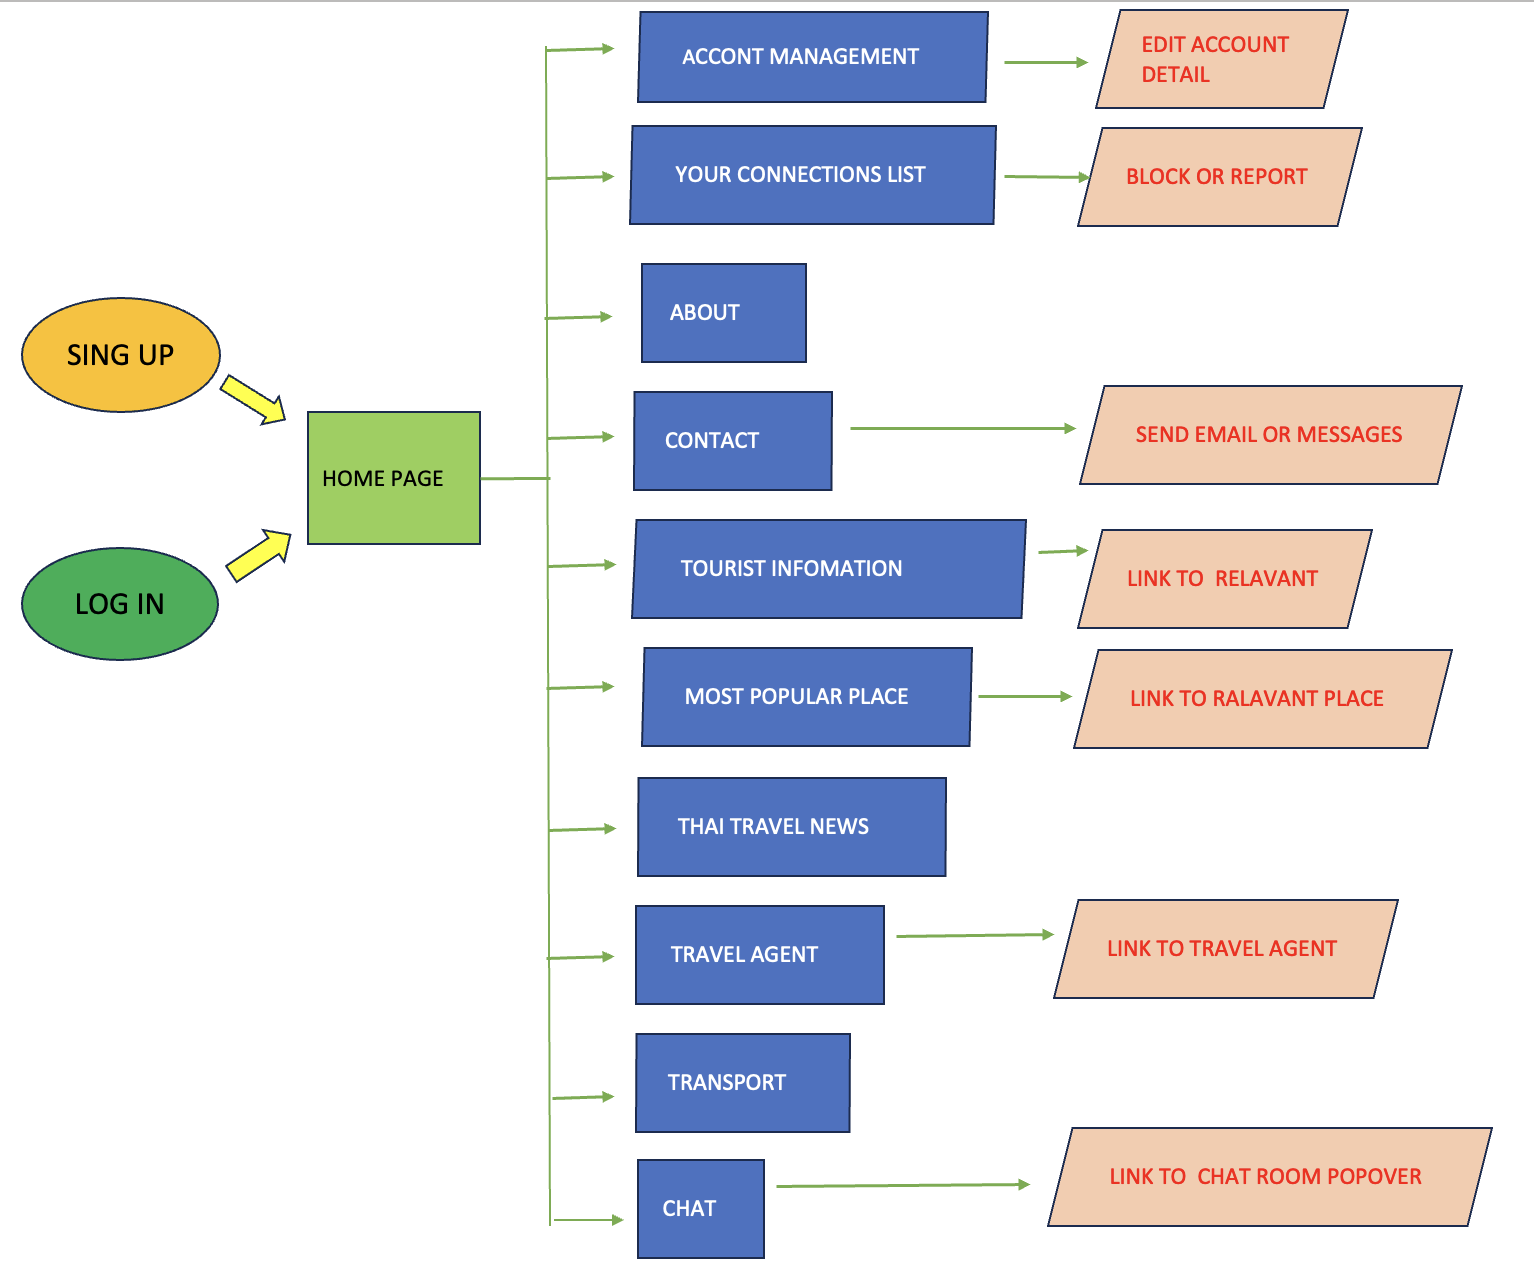 ACCONT MANAGEMENT
EDIT ACCOUNT
DETAIL
YOUR CONNECTIONS LIST
BLOCK OR REPORT
ABOUT
SING UP
CONTACT
SEND EMAIL OR MESSAGES
HOME PAGE
TOURIST INFOMATION
LINK TO  RELAVANT
LOG IN
MOST POPULAR PLACE
LINK TO RALAVANT PLACE
THAI TRAVEL NEWS
TRAVEL AGENT
LINK TO TRAVEL AGENT
TRANSPORT
CHAT
LINK TO  CHAT ROOM POPOVER